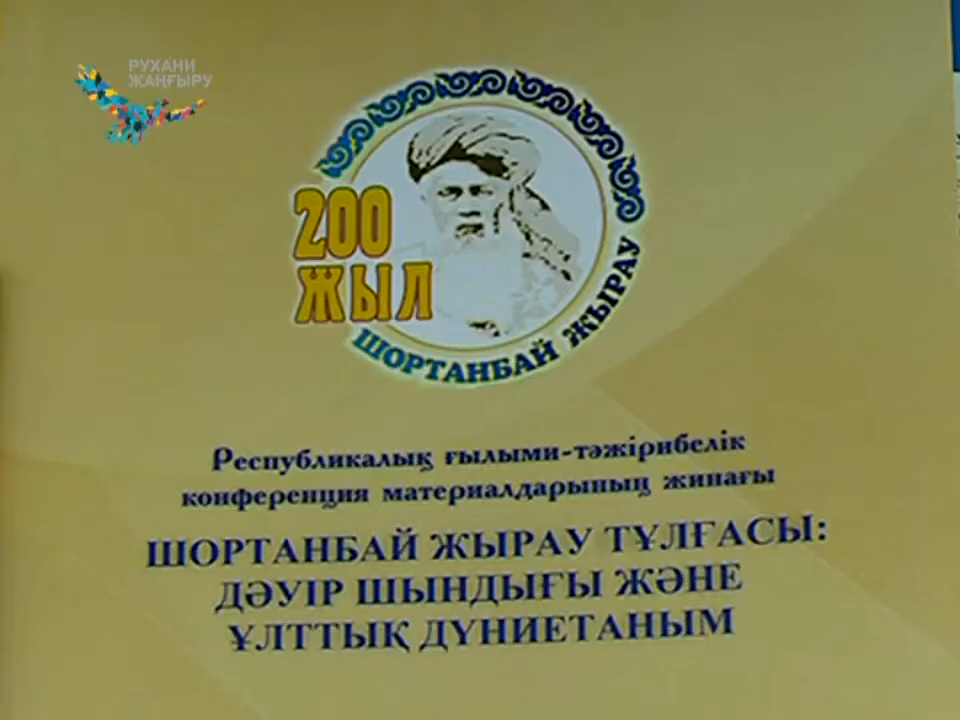 РУХАНИ
ЖАҢҒЫРУ
200
ЖЫЛ
ШОРТАНБАЙ ЖЫРАУ
Республикалық ғылыми-тәжірибелік
конференция материалдарының жинағы
ШОРТАНБАЙ ЖЫРАУ ТҰЛҒАСЫ:
ДӘУІР ШЫНДЫҒЫ ЖӘНЕ
ҰЛТТЫҚ ДҮНИЕТАНЫМ